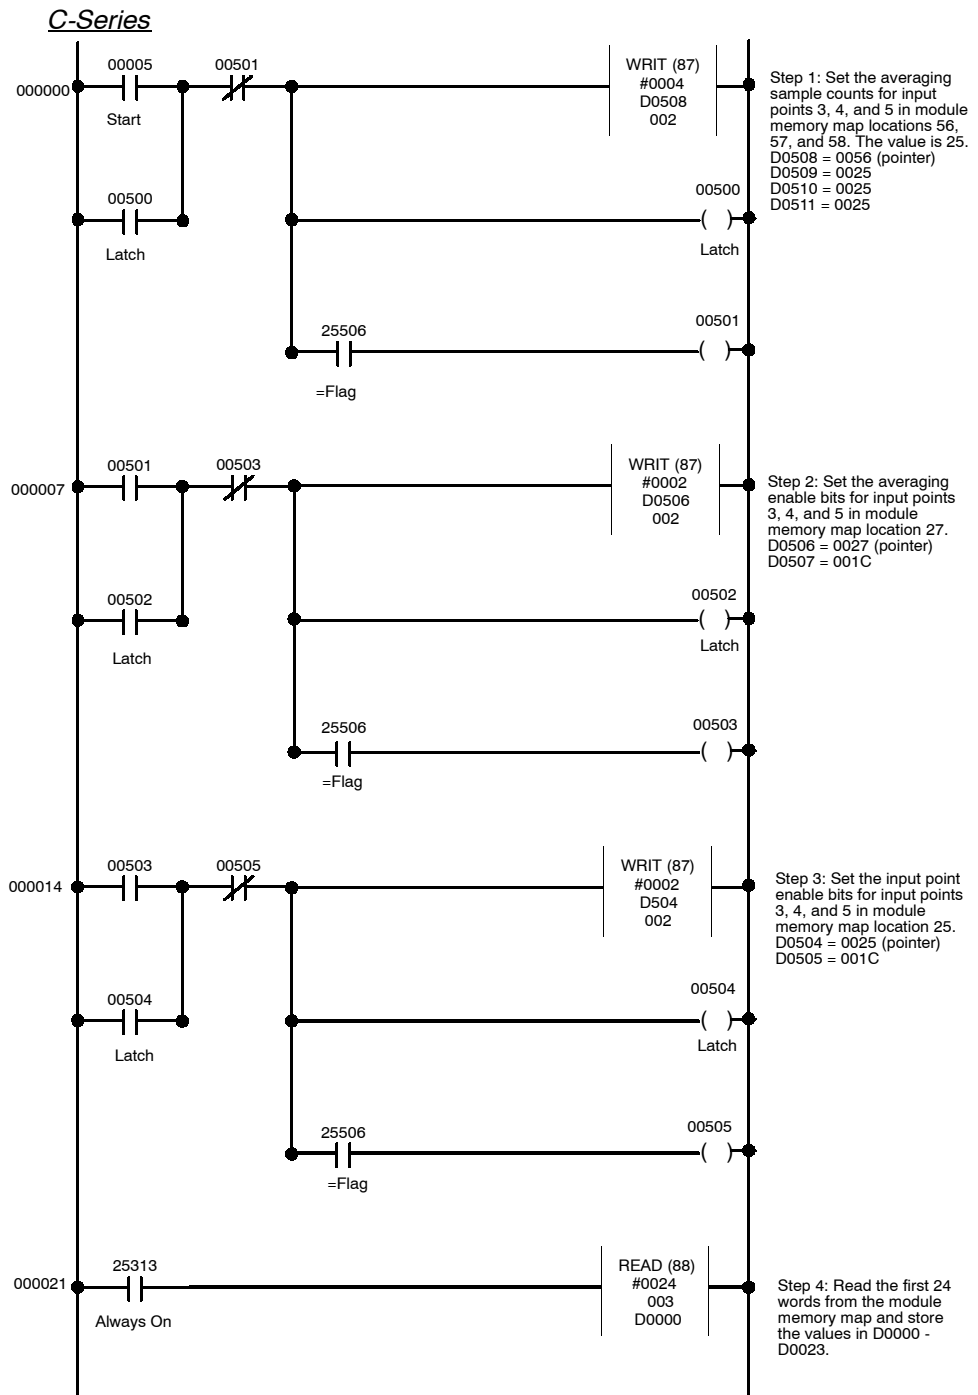 C-Series
00005
00501
000000
Start
WRIT (87)
#0004
D0508
002
Step 1: Set the averaging
sample counts for input
points 3, 4, and 5 in module
memory map locations 56,
57, and 58. The value is 25.
D0508 = 0056 (pointer)
D0509 = 0025
D0510 = 0025
D0511 = 0025
00500
Latch
00500
( )
Latch
25506
=Flag
00501
( )
00501
00503
000007
WRIT (87)
#0002
D0506
002
Step 2: Set the averaging
enable bits for input points
3, 4, and 5 in module
memory map location 27.
D0506 = 0027 (pointer)
D0507 = 001C
00502
Latch
00502
( )
Latch
25506
=Flag
00503
( )
00503
00505
000014
WRIT (87)
#0002
D504
002
Step 3: Set the input point
enable bits for input points
3, 4, and 5 in module
memory map location 25.
D0504 = 0025 (pointer)
D0505 = 001C
00504
Latch
00504
( )
Latch
25506
=Flag
00505
( )
25313
000021
Always On
READ (88)
#0024
003
D0000
Step 4: Read the first 24
words from the module
memory map and store
the values in D0000 -
D0023.